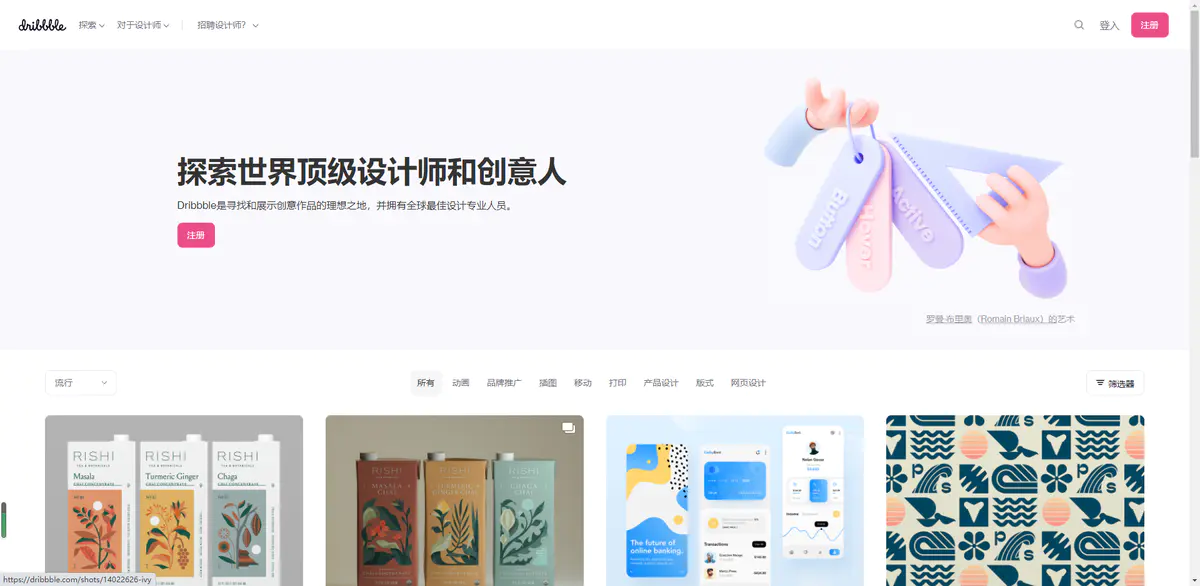 dribbble 探索 对于设计师 招聘设计师? 登入 注册
探索世界顶级设计师和创意人
Dribbble是寻找和展示创意作品的理想之地，并拥有全球最佳设计专业人员。
注册
Button
Hover
Active
罗曼·布里奥（Romain Briaux）的艺术
流行 所有 动画 品牌推广 插图 移动 打印 产品设计 版式 网页设计 筛选器
RISHI
Masala
RISHI
Turmeric Ginger
RISHI
Chaga
RISHI
MASALA
CHAI
RISHI
RISHI
The future of
online banking.
Transactions
https://dribbble.com/shots/14022626-ivy